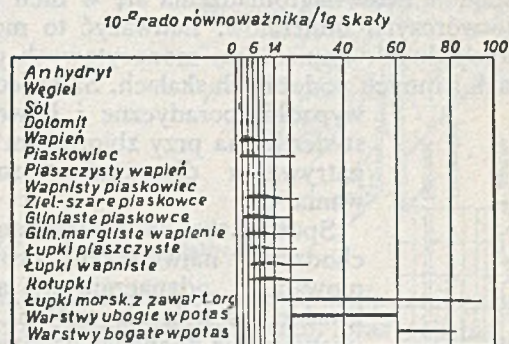 10⁻² rado równoważnika/1g skały
0 6 14 40 60 80 100
Anhydryt
Węgiel
Sól
Dolomit
Wapień
Piaskowiec
Piaszczysty wapień
Wapnisty piaskowiec
Ziel-szare piaskowce
Gliniaste piaskowce
Glin. margliste wapienie
Łupki piaszczyste
Łupki wapniste
Iłołupki
Łupki morsk. z zawart. org
Warstwy ubogie w potas
Warstwy bogate w potas